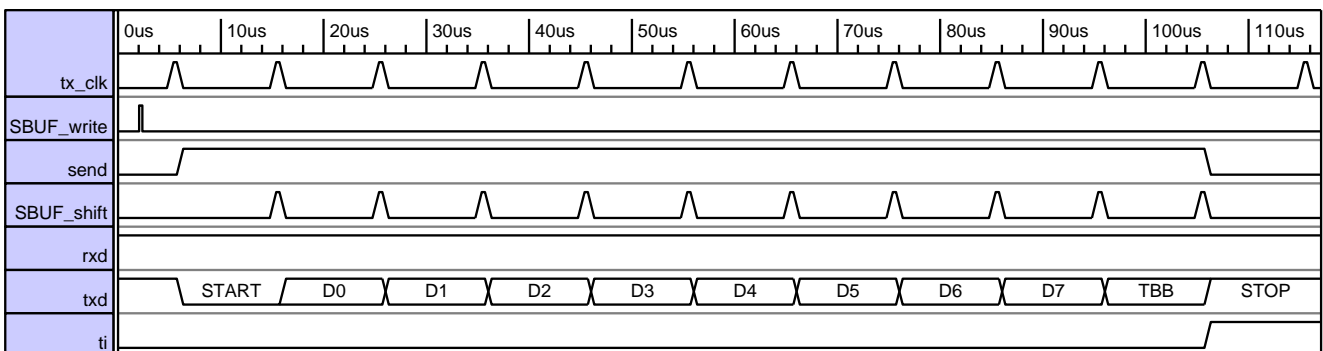 0us 10us 20us 30us 40us 50us 60us 70us 80us 90us 100us 110us
tx_clk
SBUF_write
send
SBUF_shift
rxd
txd START D0 D1 D2 D3 D4 D5 D6 D7 TBB STOP
ti